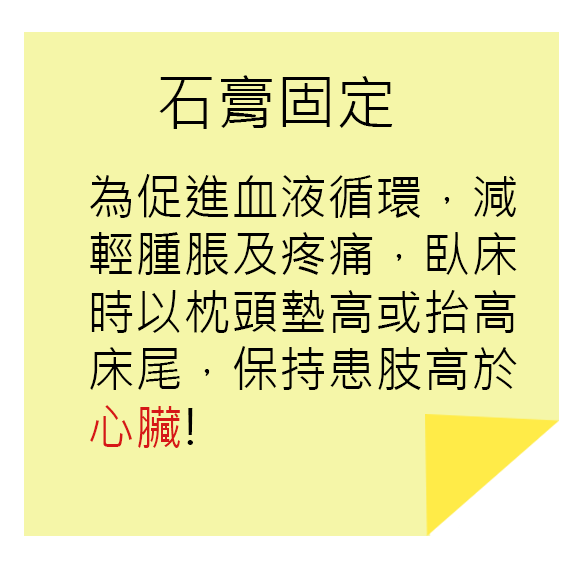 石膏固定
為促進血液循環，減
輕腫脹及疼痛，臥床
時以枕頭墊高或抬高
床尾，保持患肢高於
心臟!